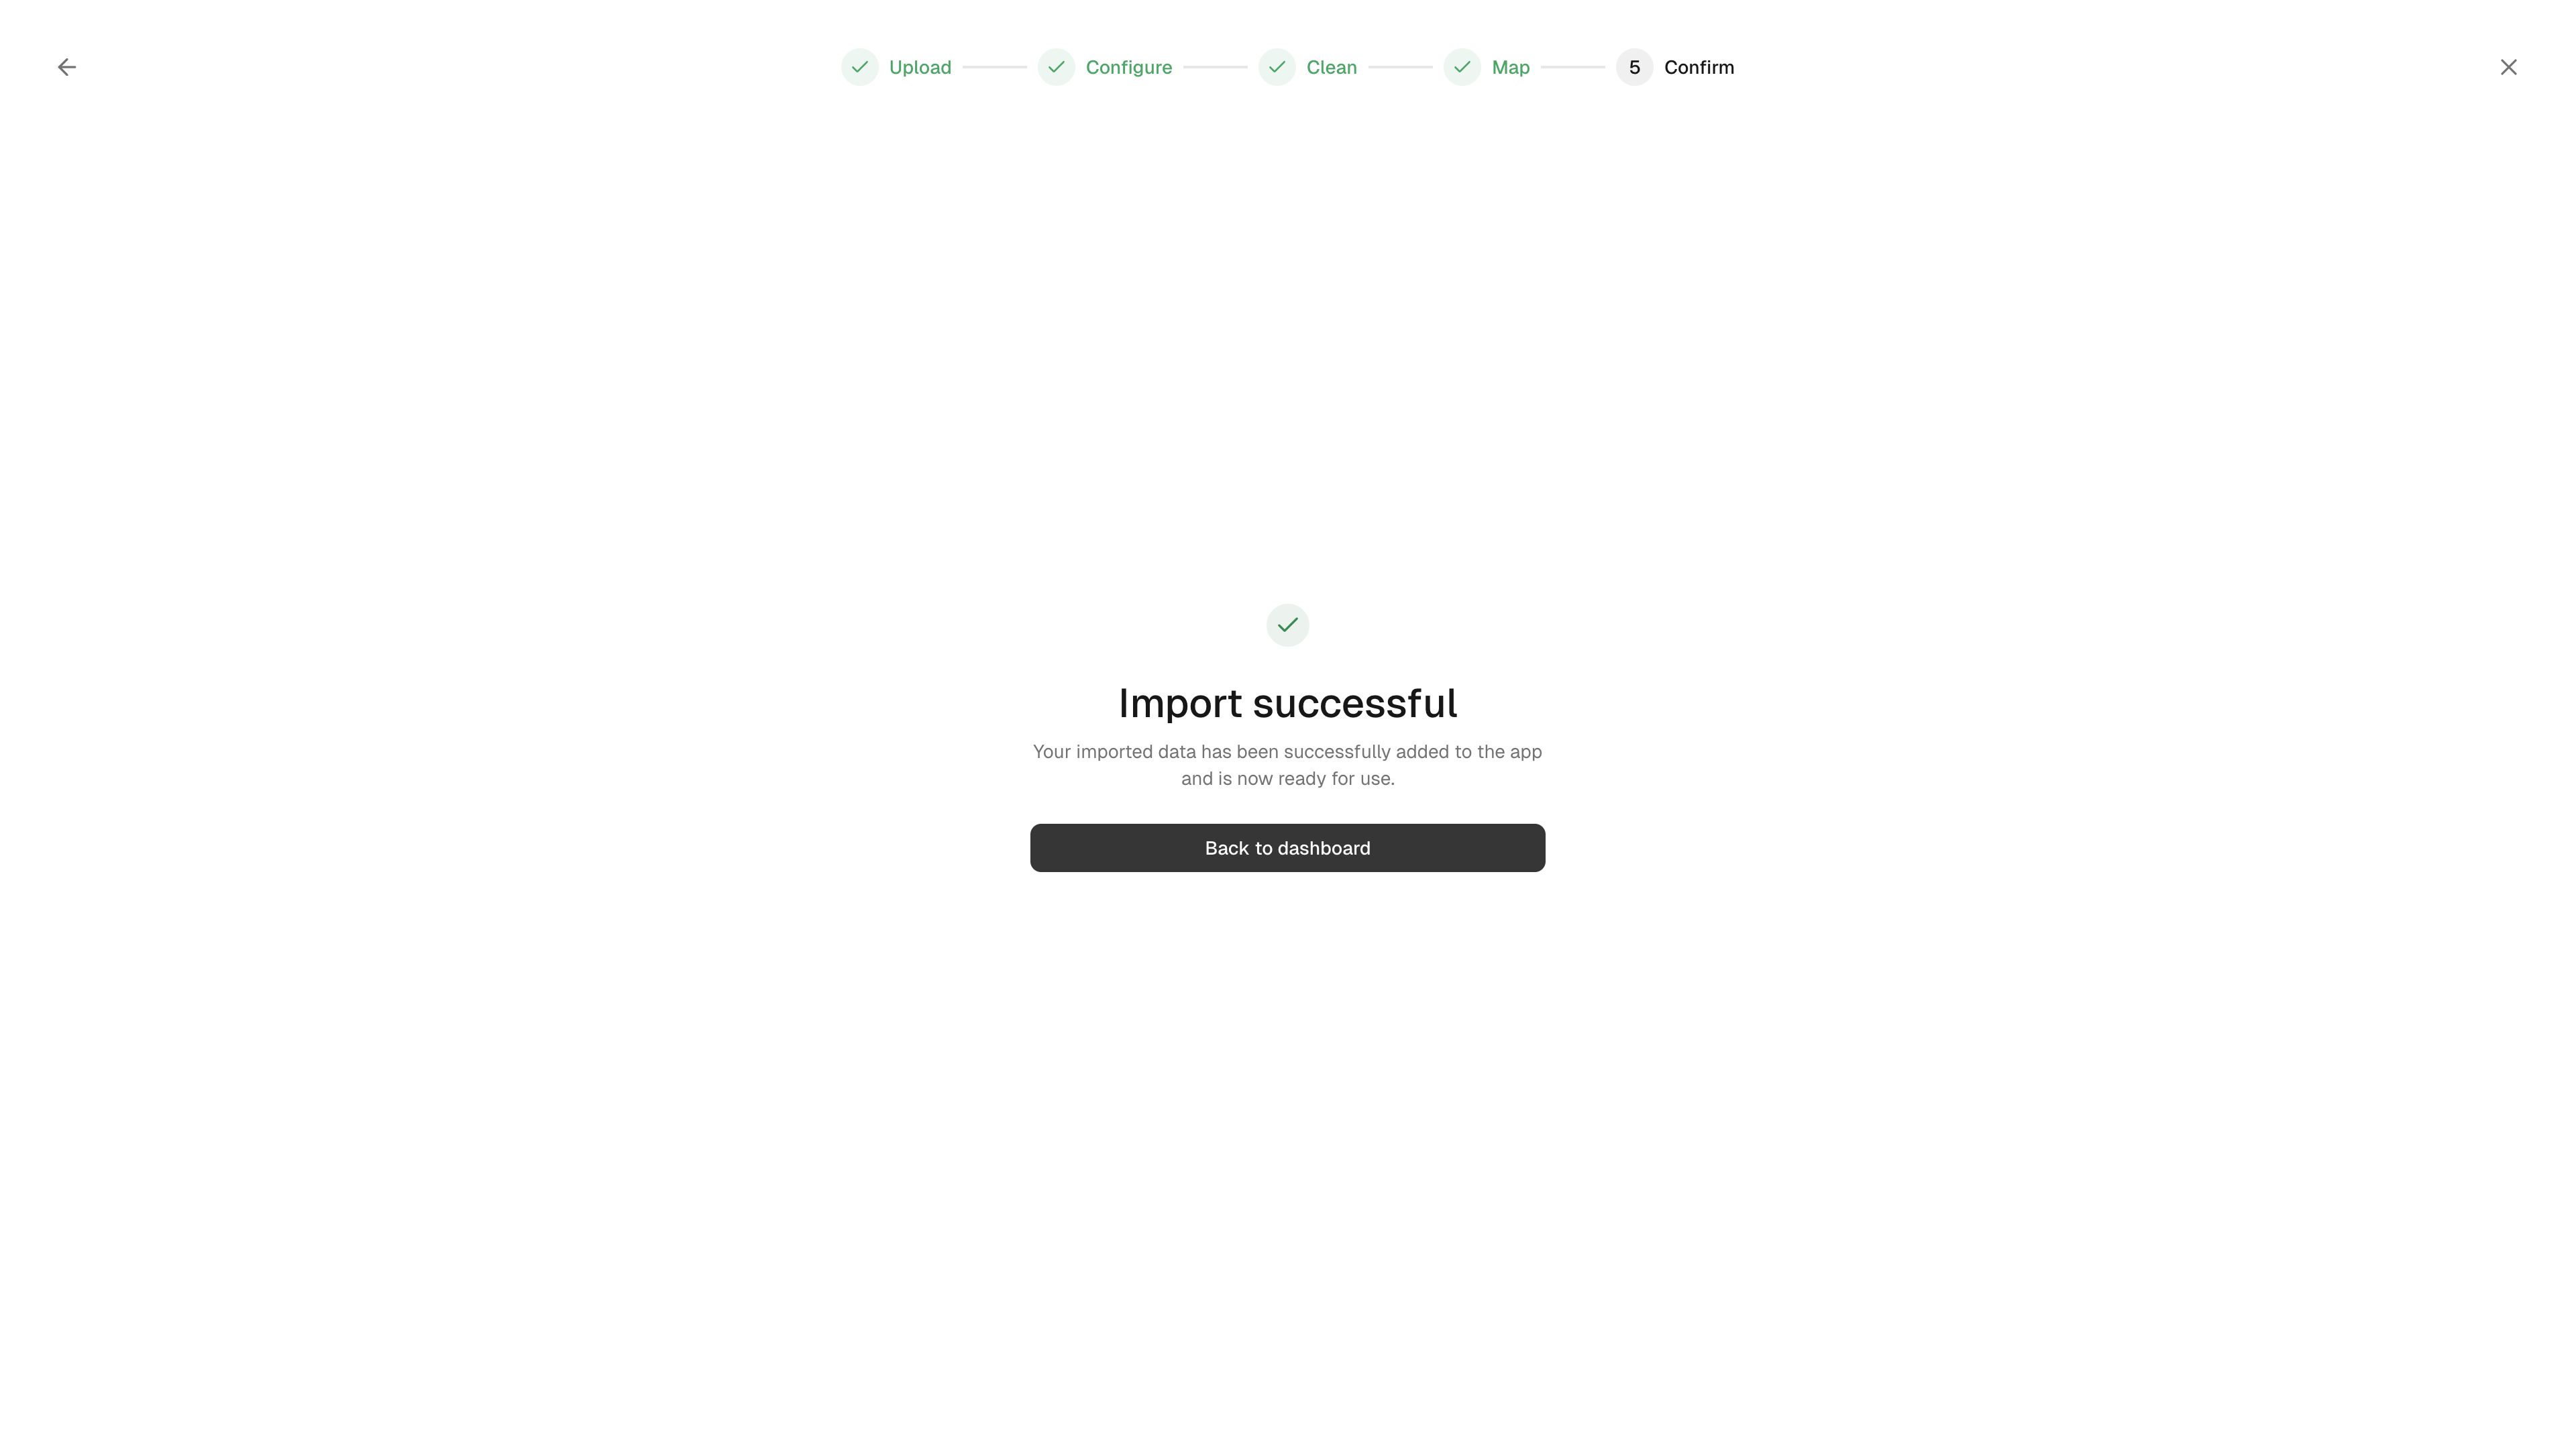 Upload
Configure
Clean
Map
5 Confirm
Import successful
Your imported data has been successfully added to the app
and is now ready for use.
Back to dashboard